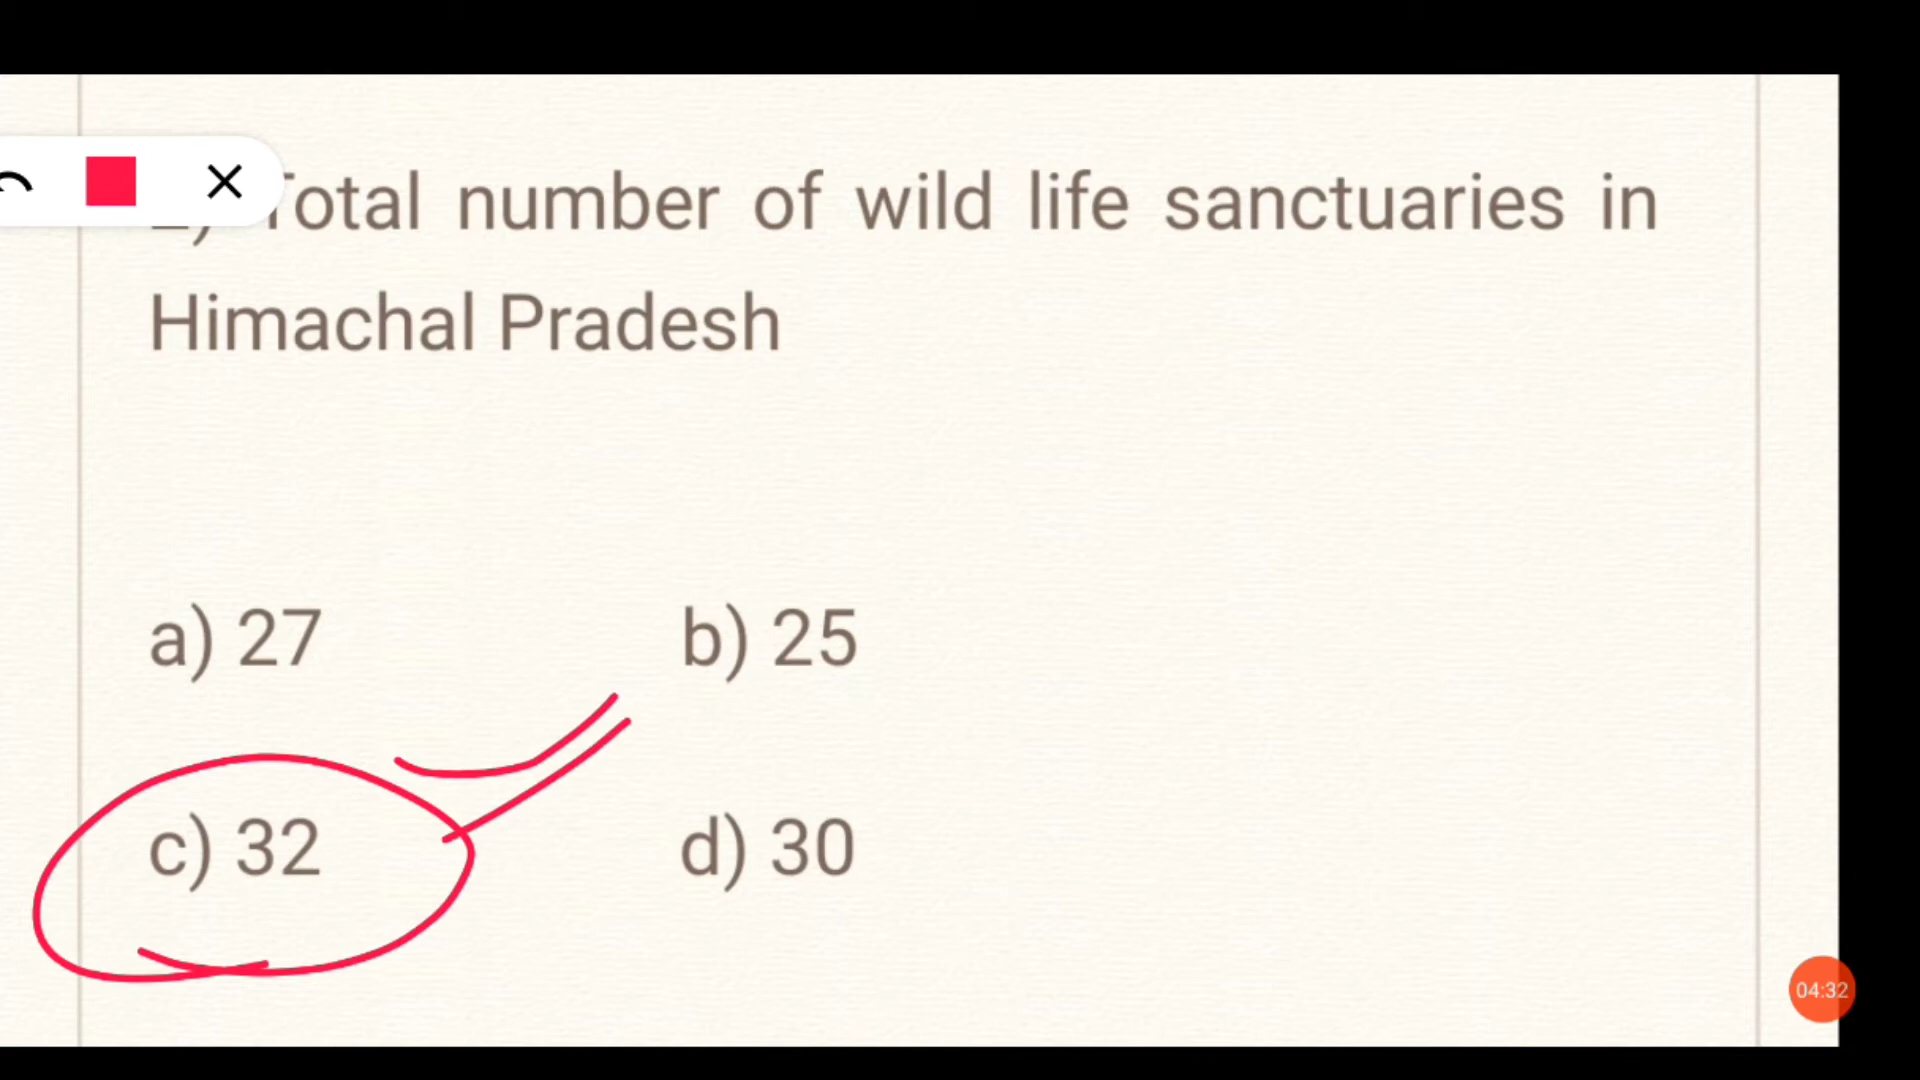 Total number of wild life sanctuaries in
Himachal Pradesh
a) 27 b) 25
c) 32 d) 30
04:32